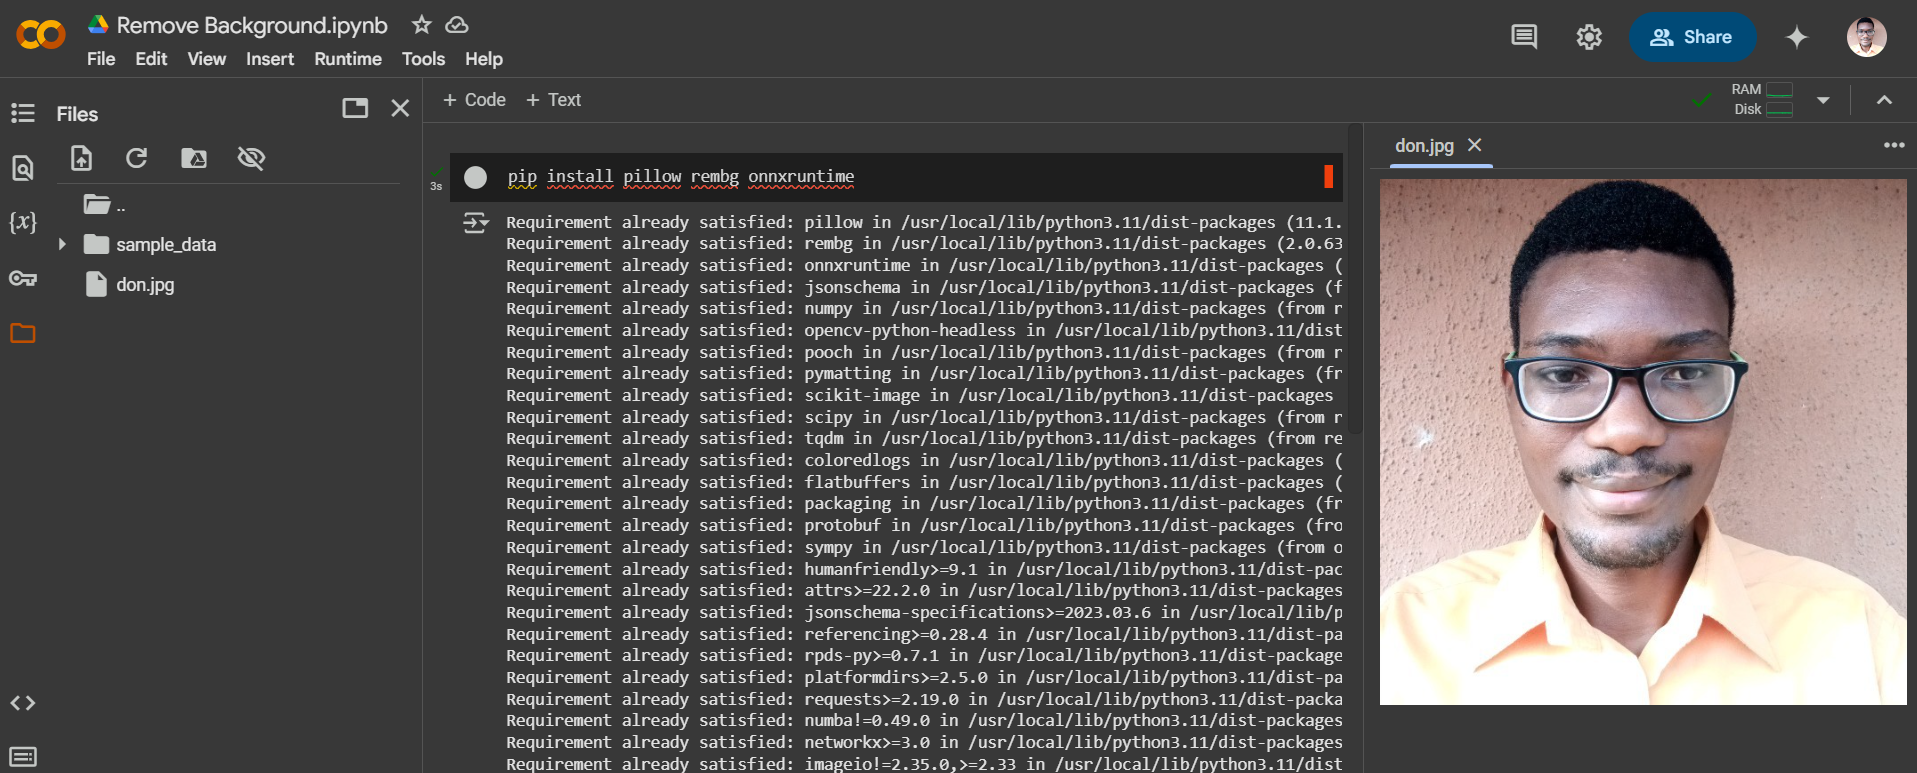 Remove Background.ipynb
File Edit View Insert Runtime Tools Help
Share
Files
+ Code + Text
RAM
Disk
..
sample_data
don.jpg
{x}
3s
pip install pillow rembg onnxruntime
Requirement already satisfied: pillow in /usr/local/lib/python3.11/dist-packages (11.1.
Requirement already satisfied: rembg in /usr/local/lib/python3.11/dist-packages (2.0.63
Requirement already satisfied: onnxruntime in /usr/local/lib/python3.11/dist-packages (
Requirement already satisfied: jsonschema in /usr/local/lib/python3.11/dist-packages (f
Requirement already satisfied: numpy in /usr/local/lib/python3.11/dist-packages (from r
Requirement already satisfied: opencv-python-headless in /usr/local/lib/python3.11/dist
Requirement already satisfied: pooch in /usr/local/lib/python3.11/dist-packages (from r
Requirement already satisfied: pymatting in /usr/local/lib/python3.11/dist-packages (fr
Requirement already satisfied: scikit-image in /usr/local/lib/python3.11/dist-packages
Requirement already satisfied: scipy in /usr/local/lib/python3.11/dist-packages (from r
Requirement already satisfied: tqdm in /usr/local/lib/python3.11/dist-packages (from re
Requirement already satisfied: coloredlogs in /usr/local/lib/python3.11/dist-packages (
Requirement already satisfied: flatbuffers in /usr/local/lib/python3.11/dist-packages (
Requirement already satisfied: packaging in /usr/local/lib/python3.11/dist-packages (fr
Requirement already satisfied: protobuf in /usr/local/lib/python3.11/dist-packages (fro
Requirement already satisfied: sympy in /usr/local/lib/python3.11/dist-packages (from o
Requirement already satisfied: humanfriendly>=9.1 in /usr/local/lib/python3.11/dist-pac
Requirement already satisfied: attrs>=22.2.0 in /usr/local/lib/python3.11/dist-packages
Requirement already satisfied: jsonschema-specifications>=2023.03.6 in /usr/local/lib/p
Requirement already satisfied: referencing>=0.28.4 in /usr/local/lib/python3.11/dist-pa
Requirement already satisfied: rpds-py>=0.7.1 in /usr/local/lib/python3.11/dist-package
Requirement already satisfied: platformdirs>=2.5.0 in /usr/local/lib/python3.11/dist-pa
Requirement already satisfied: requests>=2.19.0 in /usr/local/lib/python3.11/dist-packa
Requirement already satisfied: numba!=0.49.0 in /usr/local/lib/python3.11/dist-packages
Requirement already satisfied: networkx>=3.0 in /usr/local/lib/python3.11/dist-packages
Requirement already satisfied: imageio!=2.35.0,>=2.33 in /usr/local/lib/python3.11/dist
don.jpg